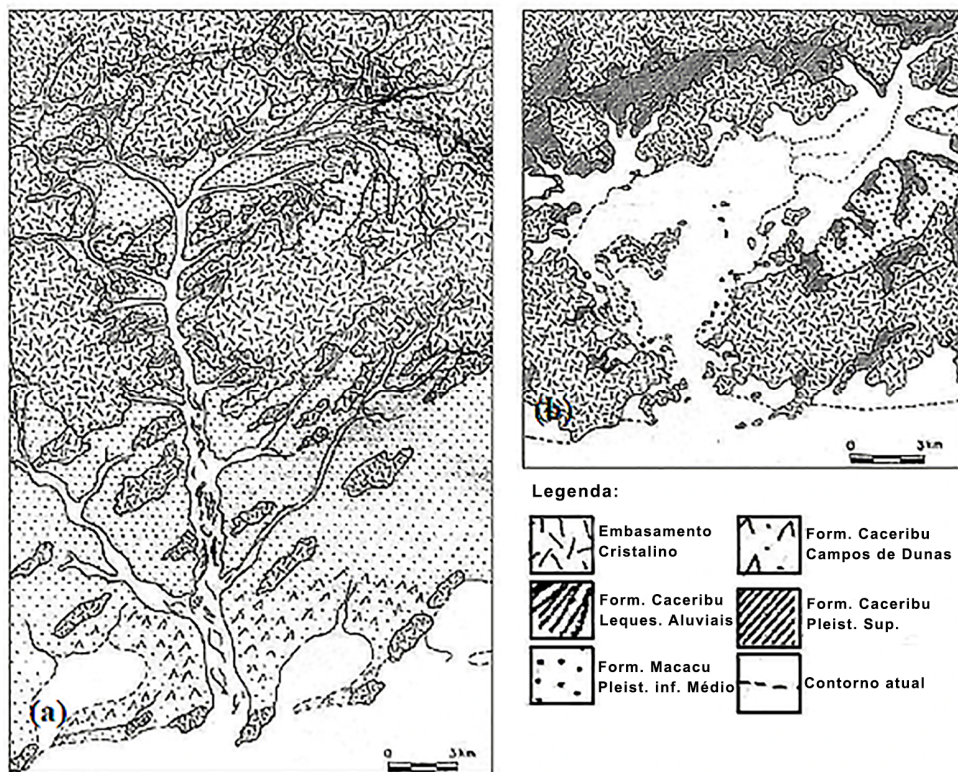 (a)
0 3km
(b)
0 3km
Legenda:
Embasamento
Cristalino
Form. Caceribu
Leques. Aluviais
Form. Macacu
Pleist. inf. Médio
Form. Caceribu
Campos de Dunas
Form. Caceribu
Pleist. Sup.
Contorno atual